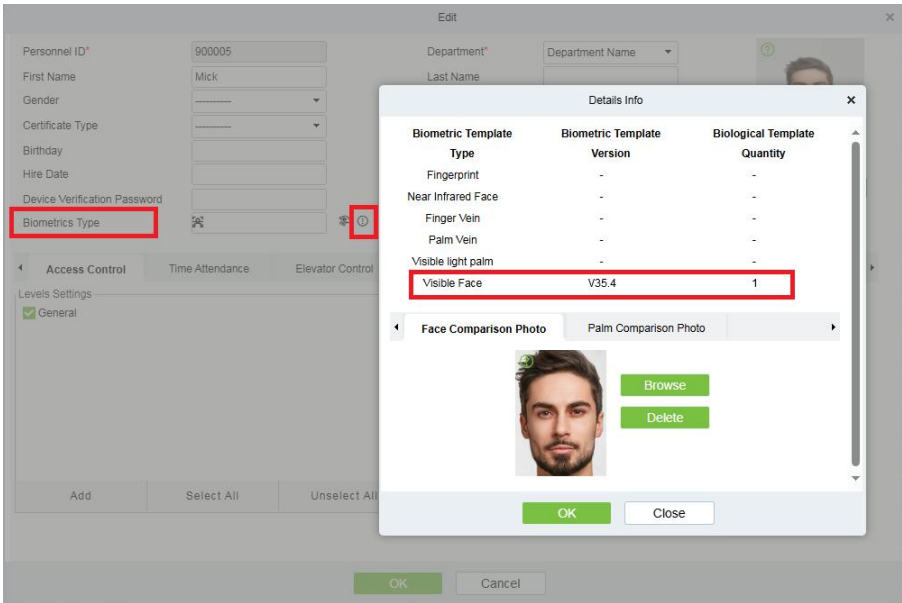 Edit
Personnel ID* 900005 Department* Department Name
First Name Mick Last Name
Gender ----------
Certificate Type ----------
Birthday
Hire Date
Device Verification Password
Biometrics Type
Access Control Time Attendance Elevator Control
Levels Settings
General
Add Select All Unselect All
OK Cancel
Details Info
Biometric Template Type Biometric Template Version Biological Template Quantity
Fingerprint - -
Near Infrared Face - -
Finger Vein - -
Palm Vein - -
Visible light palm - -
Visible Face V35.4 1
Face Comparison Photo Palm Comparison Photo
Browse
Delete
OK Close